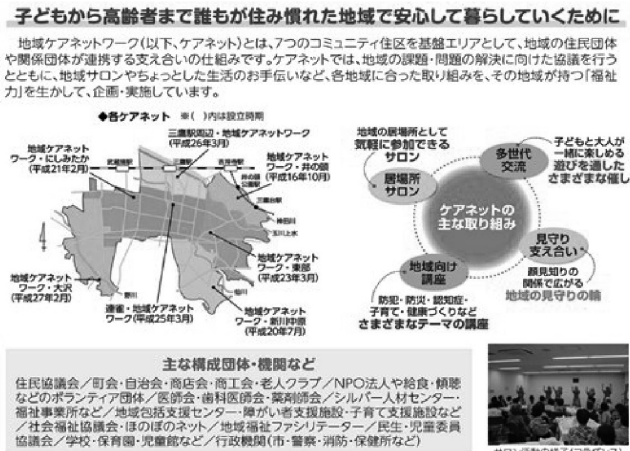 子どもから高齢者まで誰もが住み慣れた地域で安心して暮らしていくために
地域ケアネットワーク(以下、ケアネット)とは、7つのコミュニティ住区を基盤エリアとして、地域の住民団体
や関係団体が連携する支え合いの仕組みです。ケアネットでは、地域の課題・問題の解決に向けた協議を行う
とともに、地域サロンやちょっとした生活のお手伝いなど、各地域に合った取り組みを、その地域が持つ「福祉
力」を生かして、企画・実施しています。
◆各ケアネット ※( )内は設立時期
三鷹駅周辺・地域ケアネットワーク
(平成26年3月)
地域ケアネット
ワーク・にしみたか
(平成21年2月)
武蔵境駅
三鷹駅
吉祥寺駅
地域ケアネット
ワーク・井の頭
(平成16年10月)
井の頭
公園駅
三鷹台駅
神田川
玉川上水
地域ケアネット
ワーク・東部
(平成23年3月)
仙川
地域ケアネット
ワーク・新川中原
(平成20年7月)
連雀・地域ケアネット
ワーク(平成25年3月)
野川
地域ケアネット
ワーク・大沢
(平成27年2月)
地域の居場所として
気軽に参加できる
サロン
居場所
サロン
多世代
交流
子どもと大人が
一緒に楽しめる
遊びを通した
さまざまな催し
ケアネットの
主な取り組み
見守り
支え合い
顔見知りの
関係で広がる
地域の見守りの輪
地域向け
講座
防犯・防災・認知症・
子育て・健康づくりなど
さまざまなテーマの講座
主な構成団体・機関など
住民協議会/町会・自治会・商店会・商工会・老人クラブ/NPO法人や給食・傾聴
などのボランティア団体/医師会・歯科医師会・薬剤師会/シルバー人材センター・
福祉事業所など/地域包括支援センター・障がい者支援施設・子育て支援施設など
/社会福祉協議会・ほのぼのネット/地域福祉ファシリテーター/民生・児童委員
協議会/学校・保育園・児童館など/行政機関(市・警察・消防・保健所など)